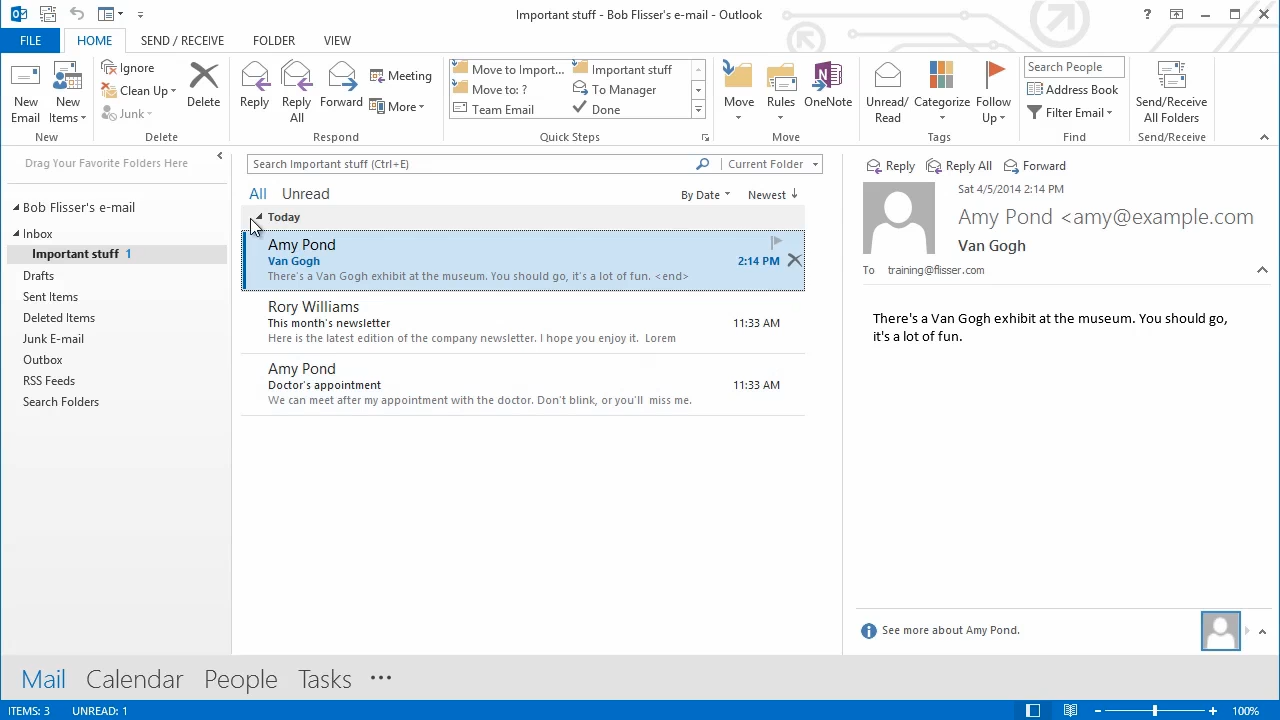 Important stuff - Bob Flisser's e-mail - Outlook
?
FILE HOME SEND / RECEIVE FOLDER VIEW
New Email
New Items
Ignore
Clean Up
Junk
Delete
Reply
Reply All
Forward
Meeting
More
Move to Import...
Move to: ?
Team Email
Important stuff
To Manager
Done
Move
Rules
OneNote
Unread/ Read
Categorize
Follow Up
Search People
Address Book
Filter Email
Send/Receive All Folders
New Delete Respond Quick Steps Move Tags Find Send/Receive
Drag Your Favorite Folders Here
Bob Flisser's e-mail
Inbox
Important stuff 1
Drafts
Sent Items
Deleted Items
Junk E-mail
Outbox
RSS Feeds
Search Folders
Search Important stuff (Ctrl+E) Current Folder
All Unread By Date Newest
Today
Amy Pond
Van Gogh 2:14 PM
There's a Van Gogh exhibit at the museum. You should go, it's a lot of fun. <end>
Rory Williams
This month's newsletter 11:33 AM
Here is the latest edition of the company newsletter. I hope you enjoy it. Lorem
Amy Pond
Doctor's appointment 11:33 AM
We can meet after my appointment with the doctor. Don't blink, or you'll miss me.
Reply Reply All Forward
Sat 4/5/2014 2:14 PM
Amy Pond <amy@example.com
Van Gogh
To training@flisser.com
There's a Van Gogh exhibit at the museum. You should go,
it's a lot of fun.
See more about Amy Pond.
Mail Calendar People Tasks •••
ITEMS: 3 UNREAD: 1 100%